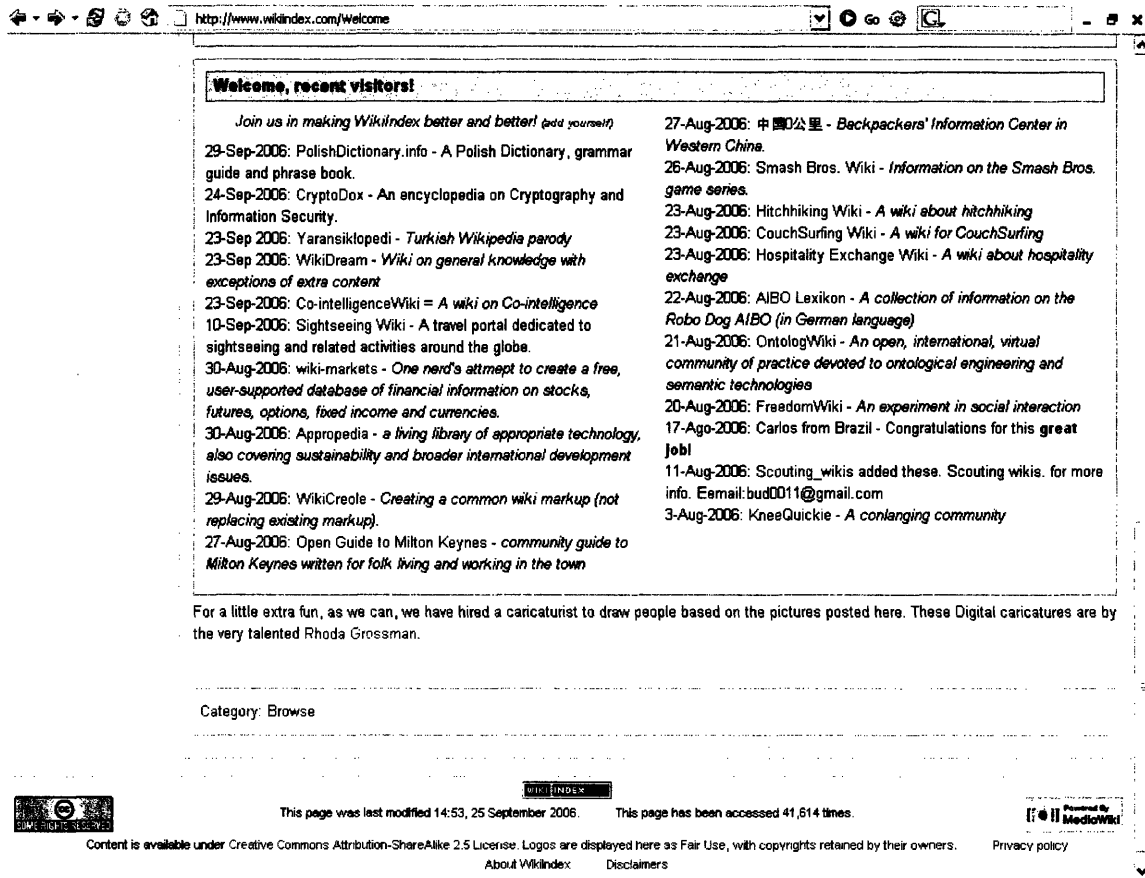 http://www.wikiindex.com/Welcome
Go
Welcome, recent visitors!
Join us in making WikiIndex better and better! (add yourself)
29-Sep-2006: PolishDictionary.info - A Polish Dictionary, grammar
guide and phrase book.
24-Sep-2006: CryptoDox - An encyclopedia on Cryptography and
Information Security.
23-Sep 2006: Yaransiklopedi - Turkish Wikipedia parody
23-Sep 2006: WikiDream - Wiki on general knowledge with
exceptions of extra content
23-Sep-2006: Co-intelligenceWiki = A wiki on Co-intelligence
10-Sep-2006: Sightseeing Wiki - A travel portal dedicated to
sightseeing and related activities around the globe.
30-Aug-2006: wiki-markets - One nerd's attmept to create a free,
user-supported database of financial information on stocks,
futures, options, fixed income and currencies.
30-Aug-2006: Appropedia - a living library of appropriate technology,
also covering sustainability and broader international development
issues.
29-Aug-2006: WikiCreole - Creating a common wiki markup (not
replacing existing markup).
27-Aug-2006: Open Guide to Milton Keynes - community guide to
Milton Keynes written for folk living and working in the town
27-Aug-2006: 中國公里 - Backpackers' Information Center in
Western China.
26-Aug-2006: Smash Bros. Wiki - Information on the Smash Bros.
game series.
23-Aug-2006: Hitchhiking Wiki - A wiki about hitchhiking
23-Aug-2006: CouchSurfing Wiki - A wiki for CouchSurfing
23-Aug-2006: Hospitality Exchange Wiki - A wiki about hospitality
exchange
22-Aug-2006: AIBO Lexikon - A collection of information on the
Robo Dog AIBO (in German language)
21-Aug-2006: OntologWiki - An open, international, virtual
community of practice devoted to ontological engineering and
semantic technologies
20-Aug-2006: FreedomWiki - An experiment in social interaction
17-Ago-2006: Carlos from Brazil - Congratulations for this great
job!
11-Aug-2006: Scouting_wikis added these. Scouting wikis. for more
info. Eemail:bud0011@gmail.com
3-Aug-2006: KneeQuickie - A conlanging community
For a little extra fun, as we can, we have hired a caricaturist to draw people based on the pictures posted here. These Digital caricatures are by
the very talented Rhoda Grossman.
Category: Browse
WIKI INDEX
SOME RIGHTS RESERVED
This page was last modified 14:53, 25 September 2006. This page has been accessed 41,614 times.
Powered By
MediaWiki
Content is available under Creative Commons Attribution-ShareAlike 2.5 License. Logos are displayed here as Fair Use, with copyrights retained by their owners. Privacy policy
About WikiIndex Disclaimers